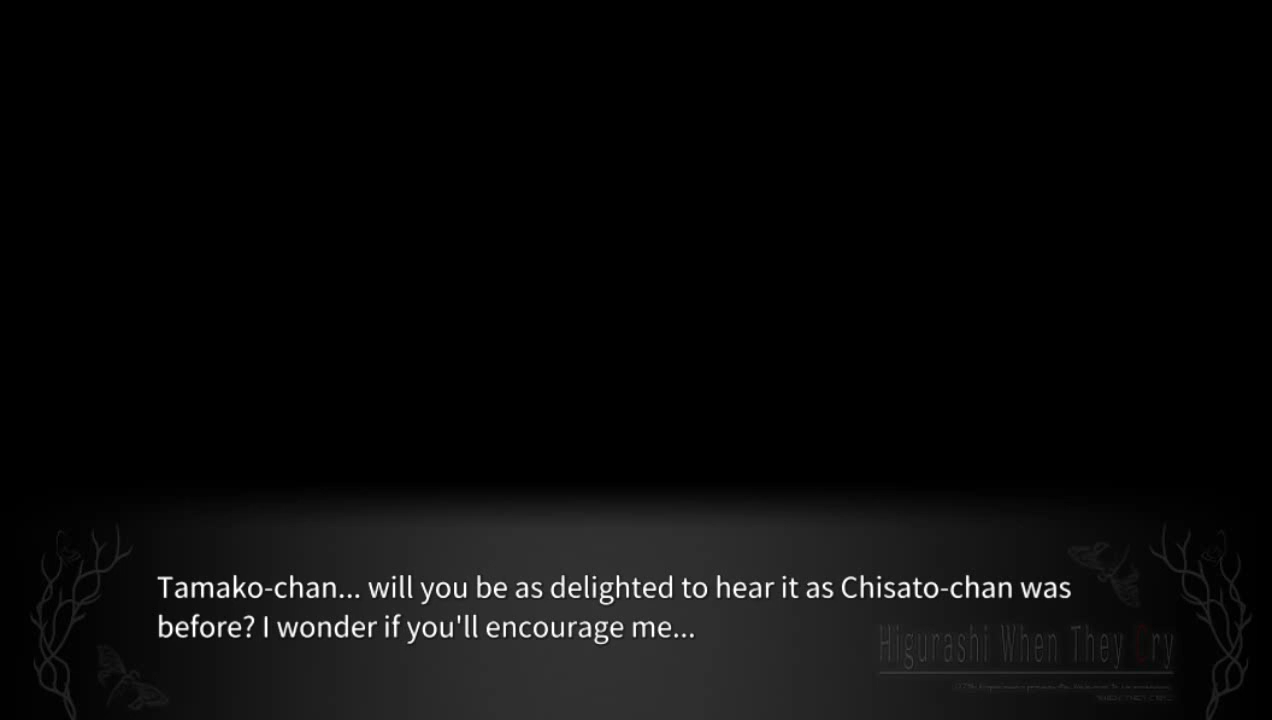 Tamako-chan... will you be as delighted to hear it as Chisato-chan was
before? I wonder if you'll encourage me...
Higurashi When They Cry